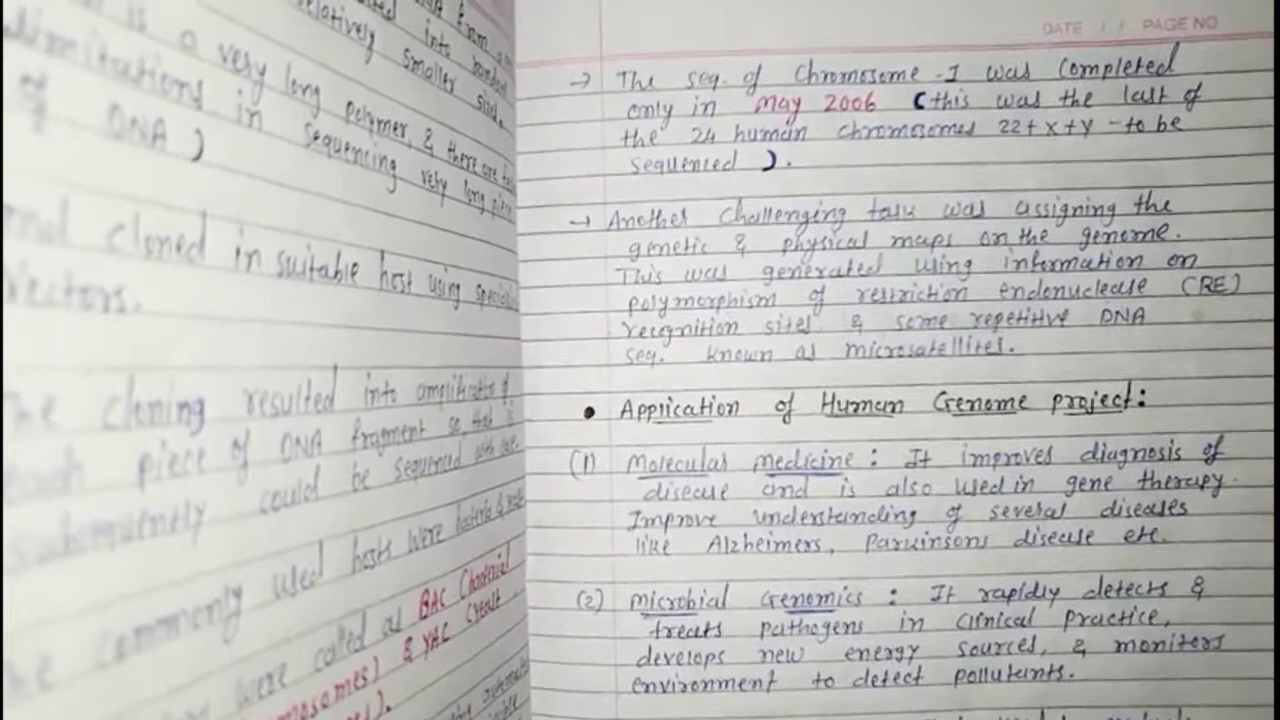 from
into
relatively smaller sized.
is a very long polymer, & there are
limitations in sequencing very long
of DNA )
cloned in suitable host using
Vectors.
cloning resulted into amplification of
piece of DNA fragment so that
subsequently could be sequenced with
commonly used hosts were bacteria &
were called as BAC (bacterial
& YAC (yeast
DATE / / PAGE NO
→ The seq. of Chromosome -I was completed
only in may 2006 (this was the last of
the 24 human chromosomes 22+x+y -to be
sequenced ).
→ Another Challenging task was assigning the
genetic & physical maps on the genome.
This was generated using information on
polymorphism of restriction endonuclease (RE)
recognition sites & some repetitive DNA
seq. known as microsatellites.
• Application of Human Genome project:
(1) Molecular medicine : It improves diagnosis of
disease and is also used in gene therapy.
Improve understanding of several diseases
like Alzheimers, Parkinsons disease etc.
(2) microbial Genomics : It rapidly detects &
treats pathogens in clinical practice,
develops new energy sources, & monitors
environment to detect pollutants.